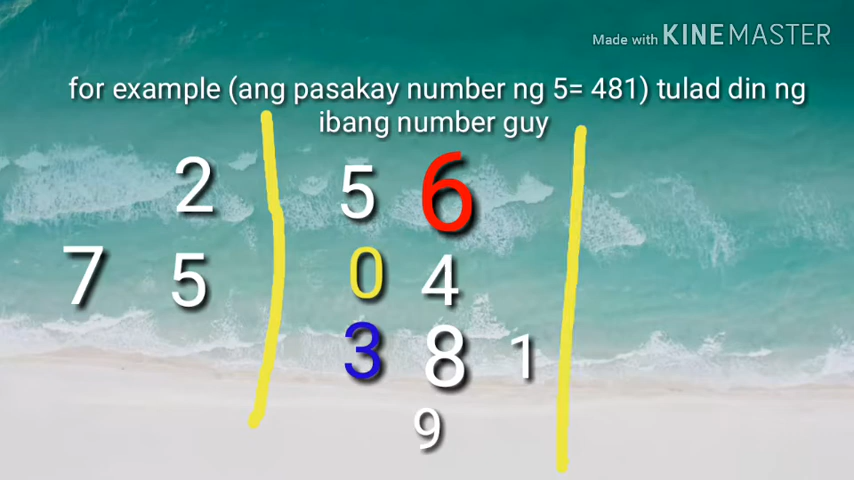 Made with KINEMASTER
for example (ang pasakay number ng 5= 481) tulad din ng
ibang number guy
2 5 6
7 5 0 4
3 8 1
9